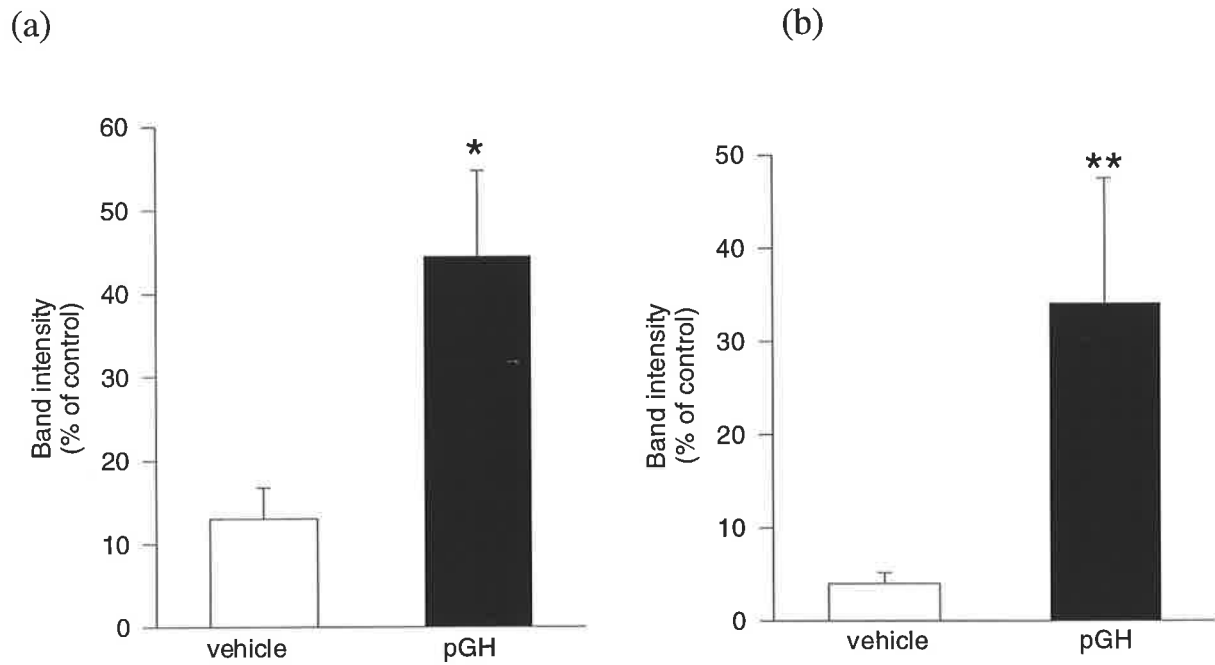 (a)
60
50
40
30
20
10
0
Band intensity
(% of control)
*
vehicle
pGH
(b)
50
40
30
20
10
0
Band intensity
(% of control)
**
vehicle
pGH